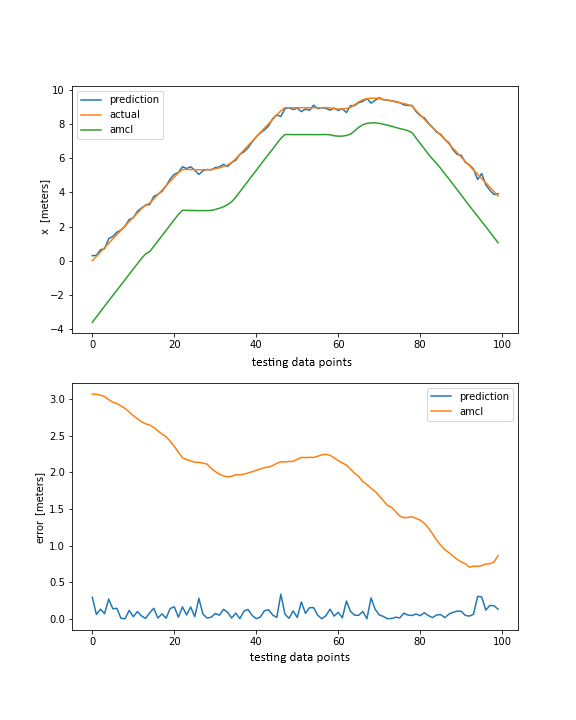 10
8
6
4
2
0
−2
−4
x [meters]
prediction
actual
amcl
0 20 40 60 80 100
testing data points
3.0
2.5
2.0
1.5
1.0
0.5
0.0
error [meters]
prediction
amcl
0 20 40 60 80 100
testing data points